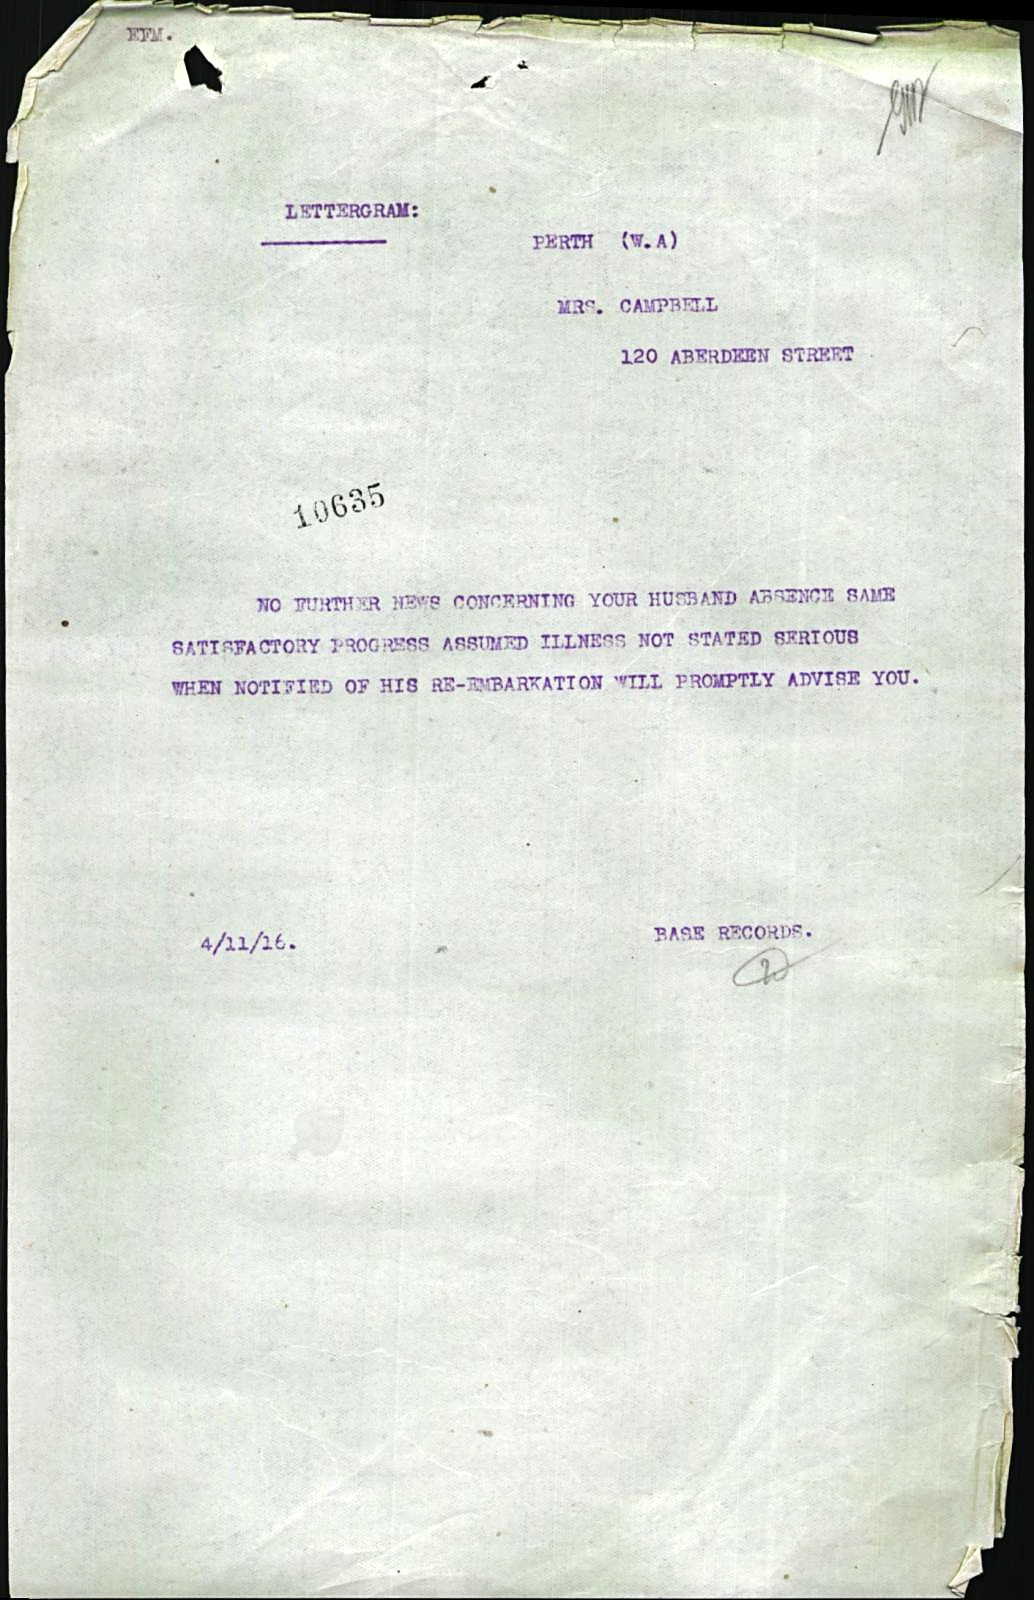 EFM.
LETTERGRAM:
PERTH (W.A)
MRS. CAMPBELL
120 ABERDEEN STREET
10635
NO FURTHER NEWS CONCERNING YOUR HUSBAND ABSENCE SAME
SATISFACTORY PROGRESS ASSUMED ILLNESS NOT STATED SERIOUS
WHEN NOTIFIED OF HIS RE-EMBARKATION WILL PROMPTLY ADVISE YOU.
4/11/16.
BASE RECORDS.